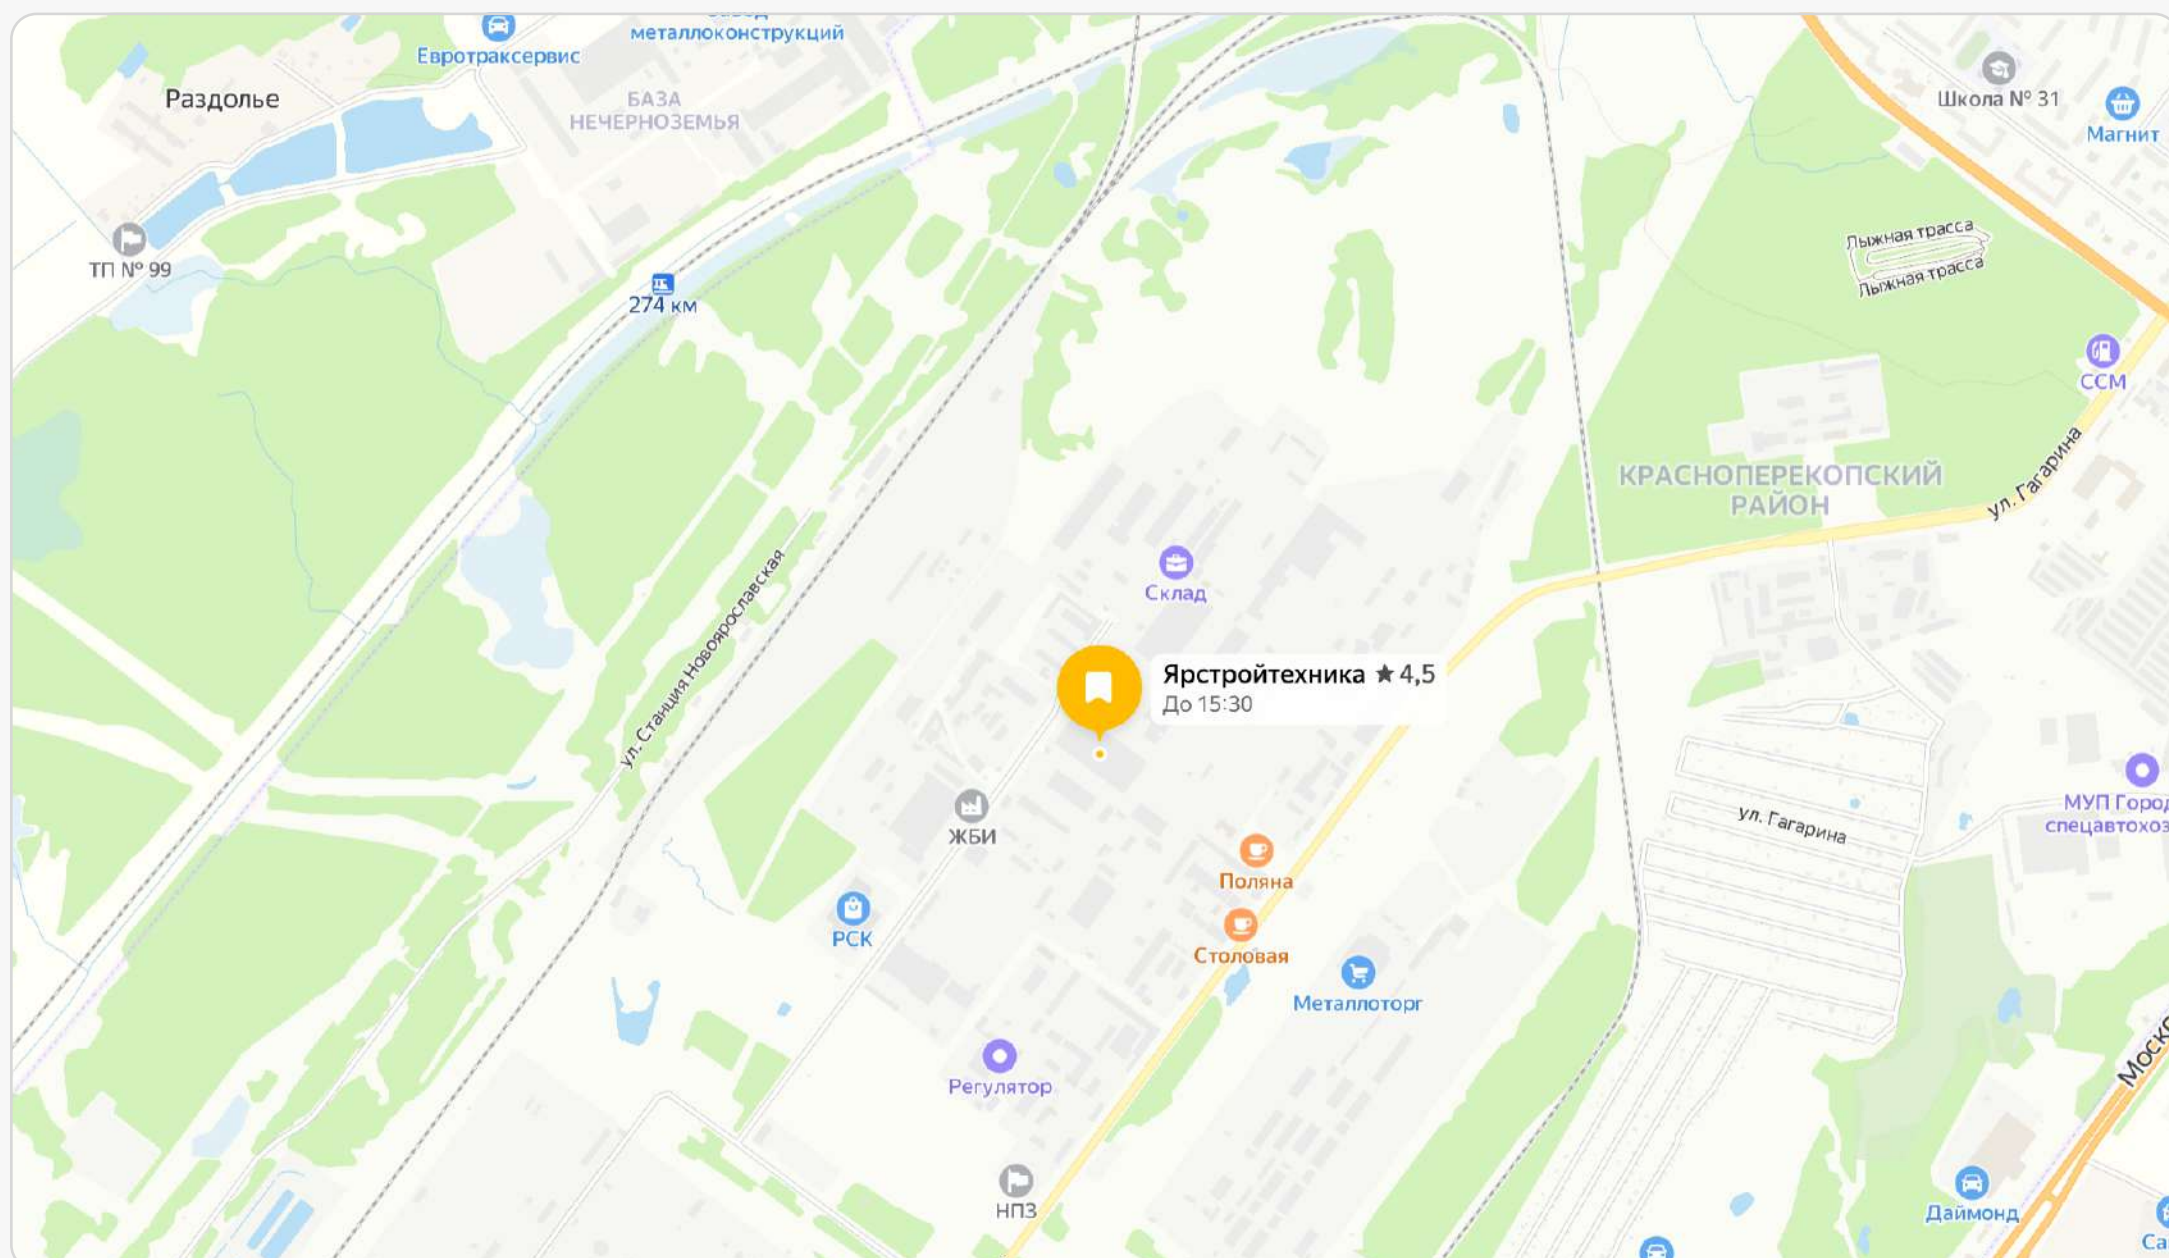 металлоконструкций
Евротраксервис
Раздолье
БАЗА
НЕЧЕРНОЗЕМЬЯ
Школа № 31
Магнит
ТП № 99
Лыжная трасса
Лыжная трасса
274 км
ССМ
ул. Гагарина
КРАСНОПЕРЕКОПСКИЙ
РАЙОН
ул. Станция Новоярославская
Склад
Ярстройтехника ★ 4,5
До 15:30
ЖБИ
МУП Город
спецавтохоз
ул. Гагарина
Поляна
РСК
Столовая
Металлоторг
Регулятор
Моско
НПЗ
Даймонд
Са